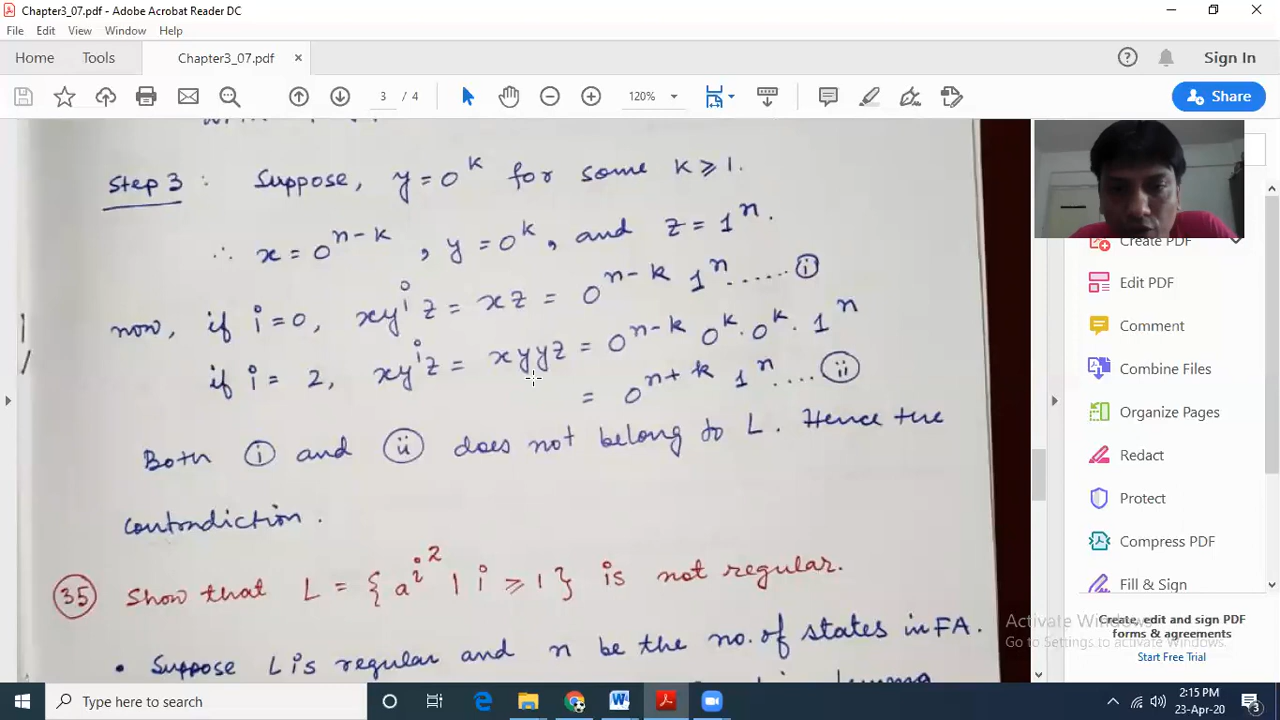 Chapter3_07.pdf - Adobe Acrobat Reader DC
File Edit View Window Help
Home Tools Chapter3_07.pdf × Sign In
3 / 4 120% Share
Step 3 : Suppose, y = 0^k for some k ⩾ 1.
∴ x = 0^{n-k}, y = 0^k, and z = 1^n.
now, if i = 0, xy^i z = xz = 0^{n-k} 1^n ...... (i)
if i = 2, xy^i z = xyyz = 0^{n-k} 0^k · 0^k · 1^n
= 0^{n+k} 1^n .... (ii)
Both (i) and (ii) does not belong to L. Hence the
contradiction.
(35) Show that L = {a^{i^2} | i ⩾ 1} is not regular.
• Suppose L is regular and n be the no. of states in FA.
lemma
Create PDF
Edit PDF
Comment
Combine Files
Organize Pages
Redact
Protect
Compress PDF
Fill & Sign
Activate Windows
Go to Settings to activate Windows.
Create, edit and sign PDF
forms & agreements
Start Free Trial
Type here to search
2:15 PM
23-Apr-20
3